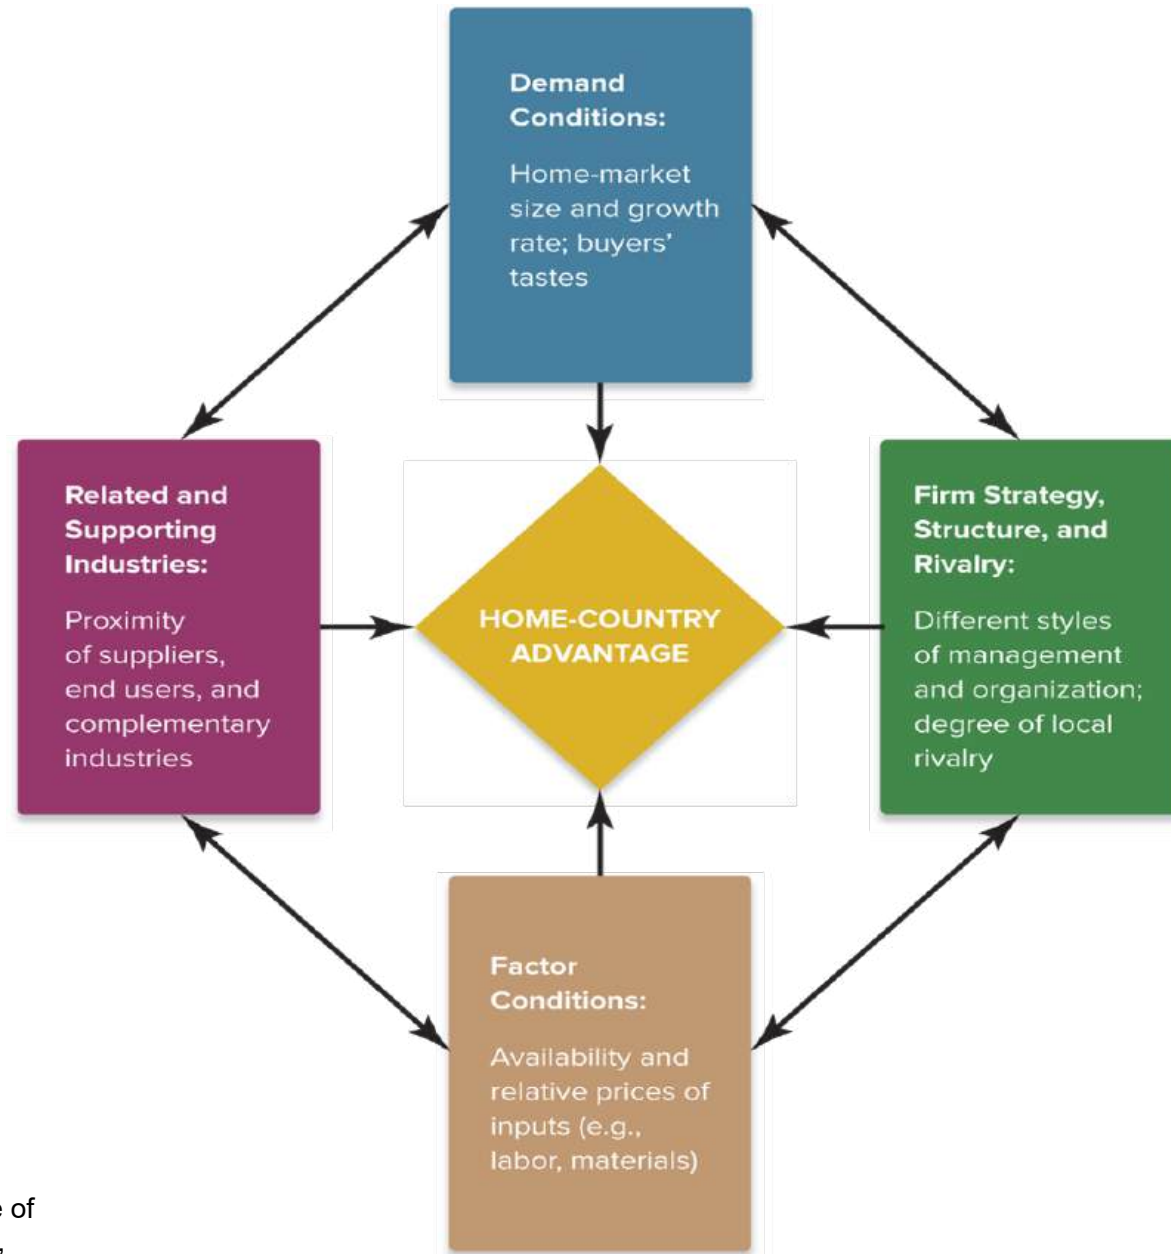 Demand
Conditions:
Home-market
size and growth
rate; buyers’
tastes
Related and
Supporting
Industries:
Proximity
of suppliers,
end users, and
complementary
industries
HOME-COUNTRY
ADVANTAGE
Firm Strategy,
Structure, and
Rivalry:
Different styles
of management
and organization;
degree of local
rivalry
Factor
Conditions:
Availability and
relative prices of
inputs (e.g.,
labor, materials)
of